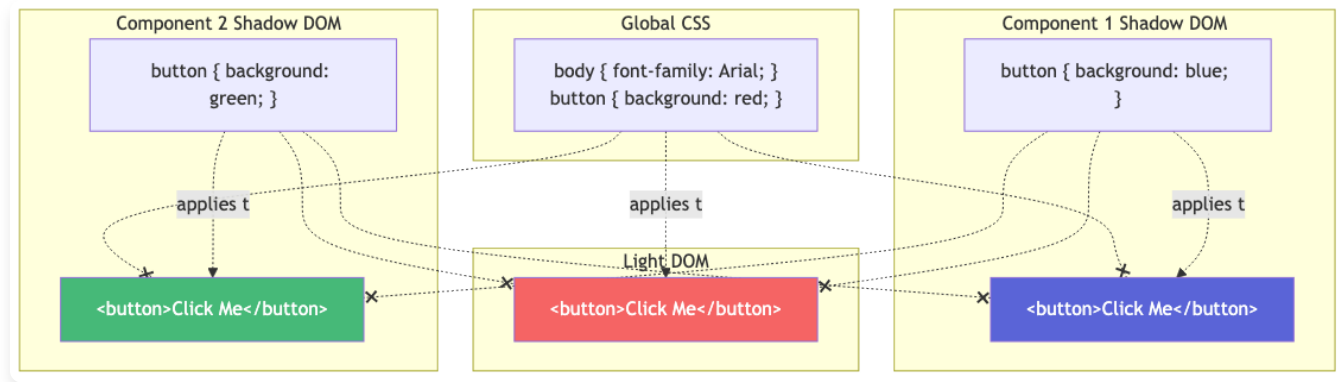 Component 2 Shadow DOM
button { background:
green; }
applies t
<button>Click Me</button>
Global CSS
body { font-family: Arial; }
button { background: red; }
applies t
Light DOM
<button>Click Me</button>
Component 1 Shadow DOM
button { background: blue;
}
applies t
<button>Click Me</button>